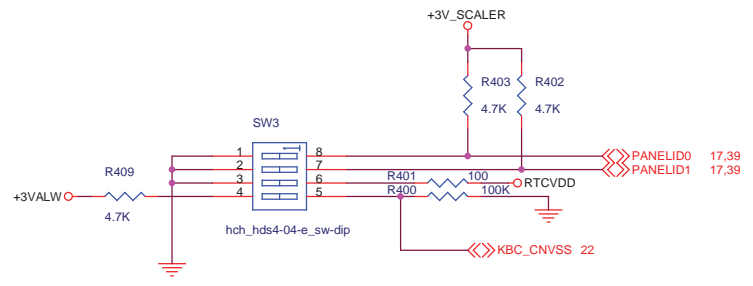 +3V_SCALER
R403
R402
4.7K
4.7K
SW3
1
1 8
2 7
3 6
4 5
PANELID0 17,39
PANELID1 17,39
R409
R401 100
RTCVDD
R400 100K
+3VALW
4.7K
hch_hds4-04-e_sw-dip
KBC_CNVSS 22